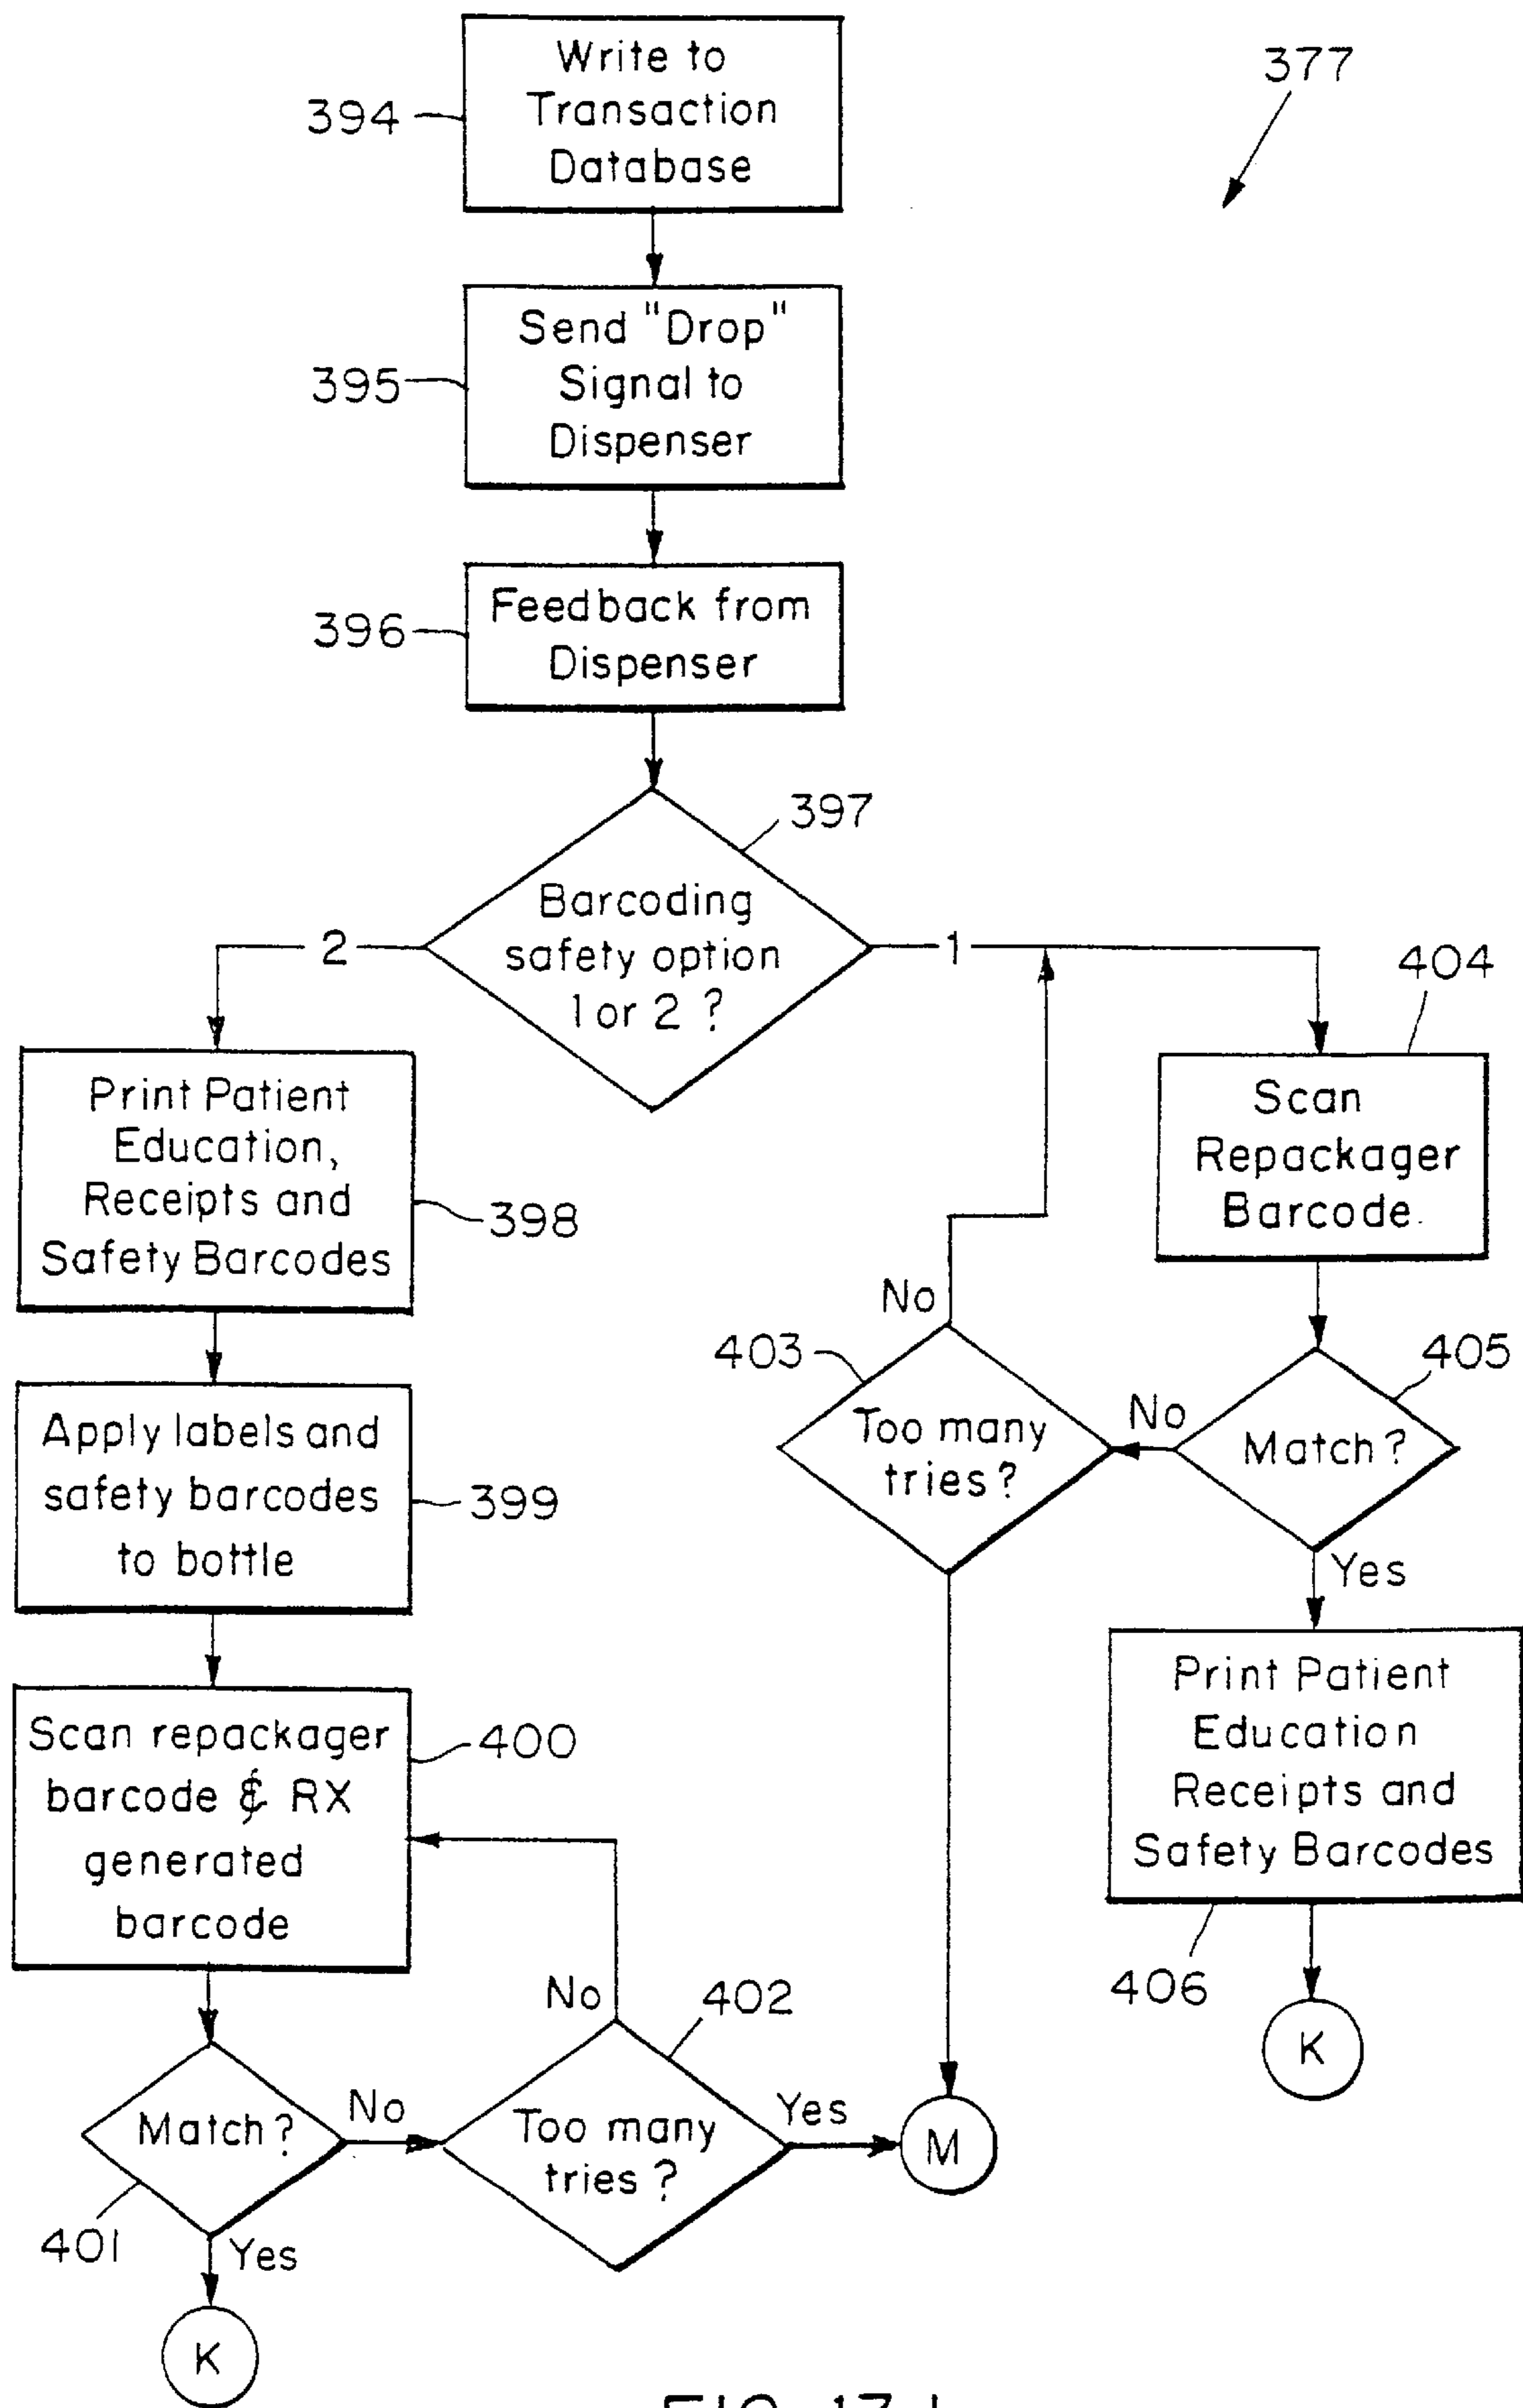 377
Write to
Transaction
Database
394
Send "Drop"
Signal to
Dispenser
395
Feedback from
Dispenser
396
397
Barcoding
safety option
1 or 2 ?
2
1
Print Patient
Education,
Receipts and
Safety Barcodes
398
Apply labels and
safety barcodes
to bottle
399
Scan repackager
barcode & RX
generated
barcode
400
Match?
401
No
Yes
K
Too many
tries ?
402
No
Yes
M
404
Scan
Repackager
Barcode
405
Match?
No
Yes
403
Too many
tries?
No
Print Patient
Education
Receipts and
Safety Barcodes
406
K